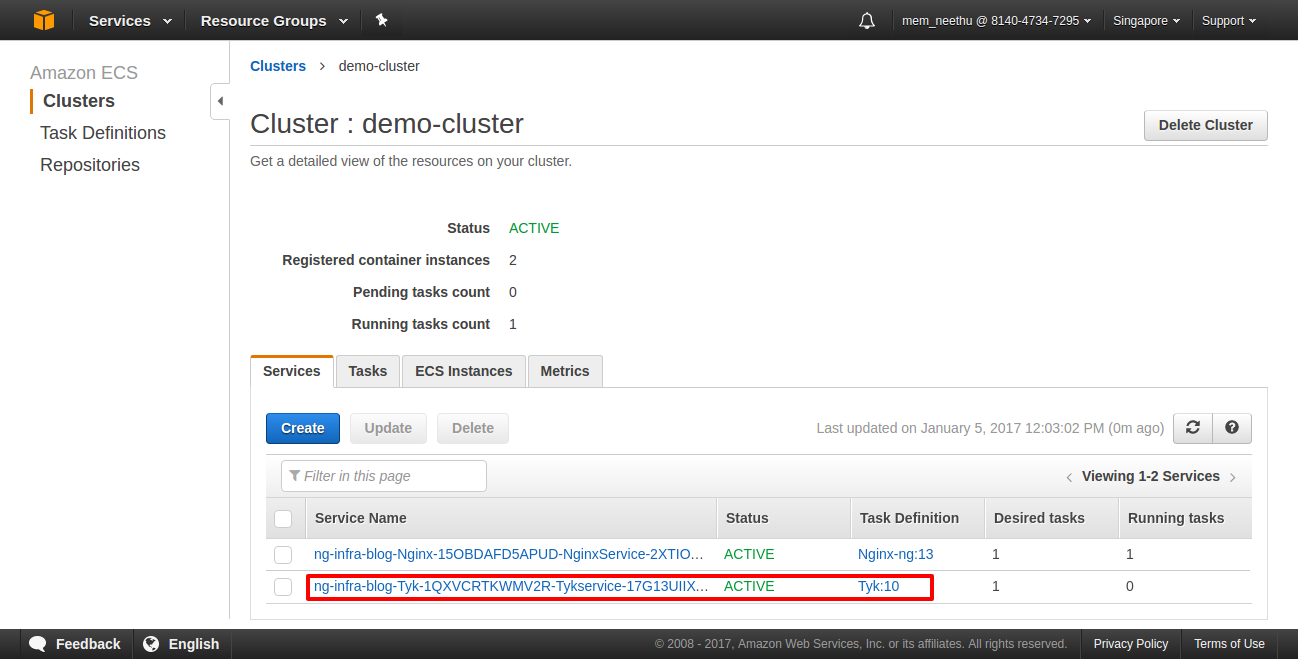 Services Resource Groups mem_neethu @ 8140-4734-7295 Singapore Support
Amazon ECS
Clusters
Task Definitions
Repositories
Clusters > demo-cluster
Cluster : demo-cluster
Delete Cluster
Get a detailed view of the resources on your cluster.
Status ACTIVE
Registered container instances 2
Pending tasks count 0
Running tasks count 1
Services Tasks ECS Instances Metrics
Create Update Delete Last updated on January 5, 2017 12:03:02 PM (0m ago)
Filter in this page < Viewing 1-2 Services >
Service Name Status Task Definition Desired tasks Running tasks
ng-infra-blog-Nginx-15OBDAFD5APUD-NginxService-2XTIO... ACTIVE Nginx-ng:13 1 1
ng-infra-blog-Tyk-1QXVCRTKWMV2R-Tykservice-17G13UIIX... ACTIVE Tyk:10 1 0
Feedback English © 2008 - 2017, Amazon Web Services, Inc. or its affiliates. All rights reserved. Privacy Policy Terms of Use